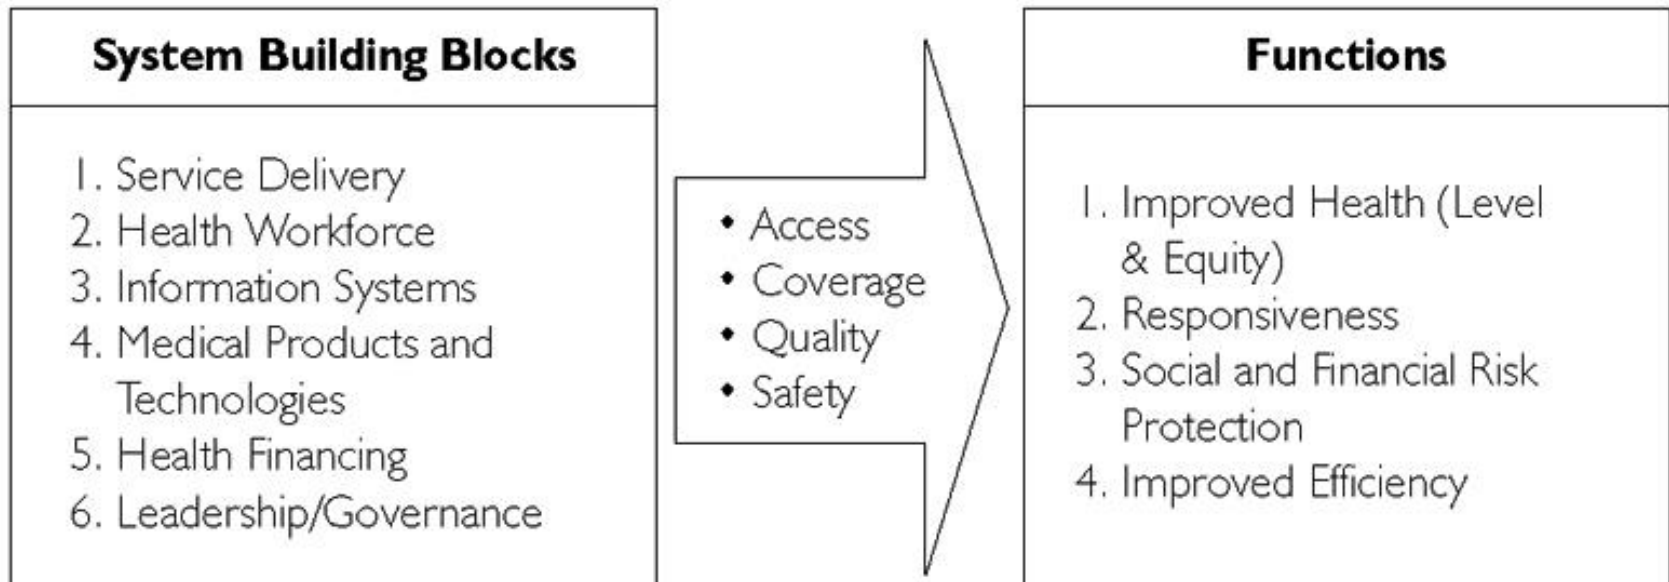 System Building Blocks
1. Service Delivery
2. Health Workforce
3. Information Systems
4. Medical Products and
Technologies
5. Health Financing
6. Leadership/Governance
• Access
• Coverage
• Quality
• Safety
Functions
1. Improved Health (Level
& Equity)
2. Responsiveness
3. Social and Financial Risk
Protection
4. Improved Efficiency